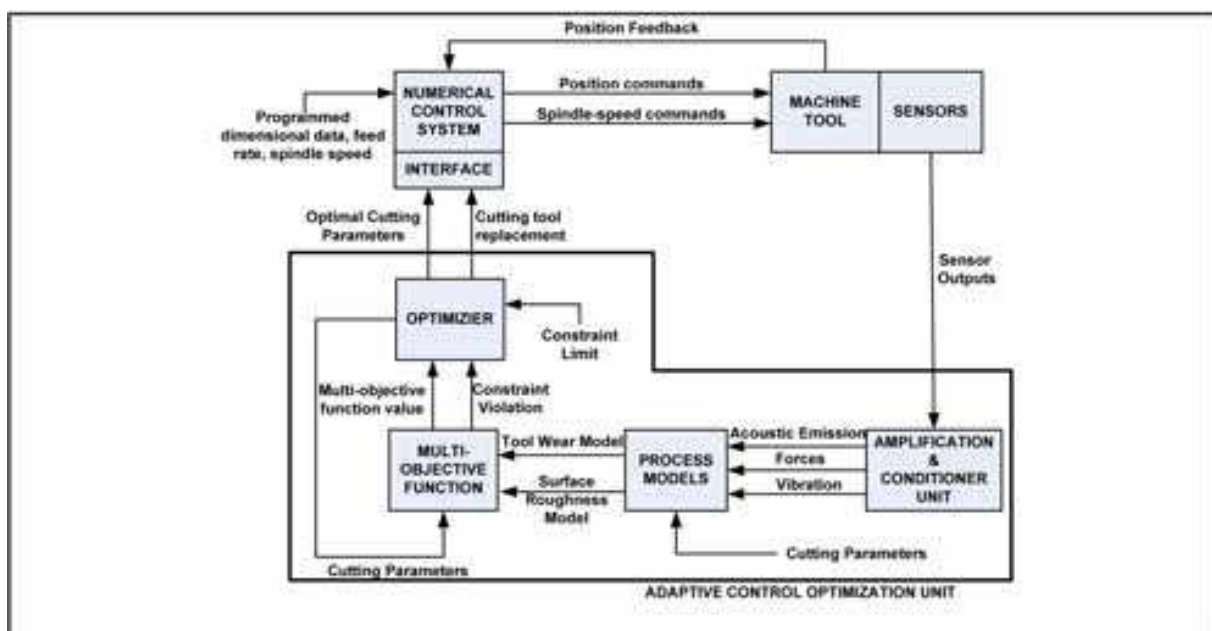 Position Feedback
NUMERICAL
CONTROL
SYSTEM
INTERFACE
Position commands
Spindle-speed commands
MACHINE
TOOL
SENSORS
Programmed
dimensional data, feed
rate, spindle speed
Optimal Cutting
Parameters
Cutting tool
replacement
Sensor
Outputs
OPTIMIZIER
Constraint
Limit
Multi-objective
function value
Constraint
Violation
MULTI-
OBJECTIVE
FUNCTION
Tool Wear Model
Surface
Roughness
Model
PROCESS
MODELS
Acoustic Emission
Forces
Vibration
AMPLIFICATION
&
CONDITIONER
UNIT
Cutting Parameters
Cutting Parameters
ADAPTIVE CONTROL OPTIMIZATION UNIT